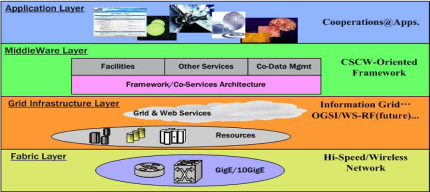 Application Layer
Cooperations@Apps.
MiddleWare Layer
Facilities
Other Services
Co-Data Mgmt
Framework/Co-Services Architecture
CSCW-Oriented
Framework
Grid Infrastructure Layer
Grid & Web Services
Resources
Information Grid…
OGSI/WS-RF(future)...
Fabric Layer
GigE/10GigE
Hi-Speed/Wireless
Network